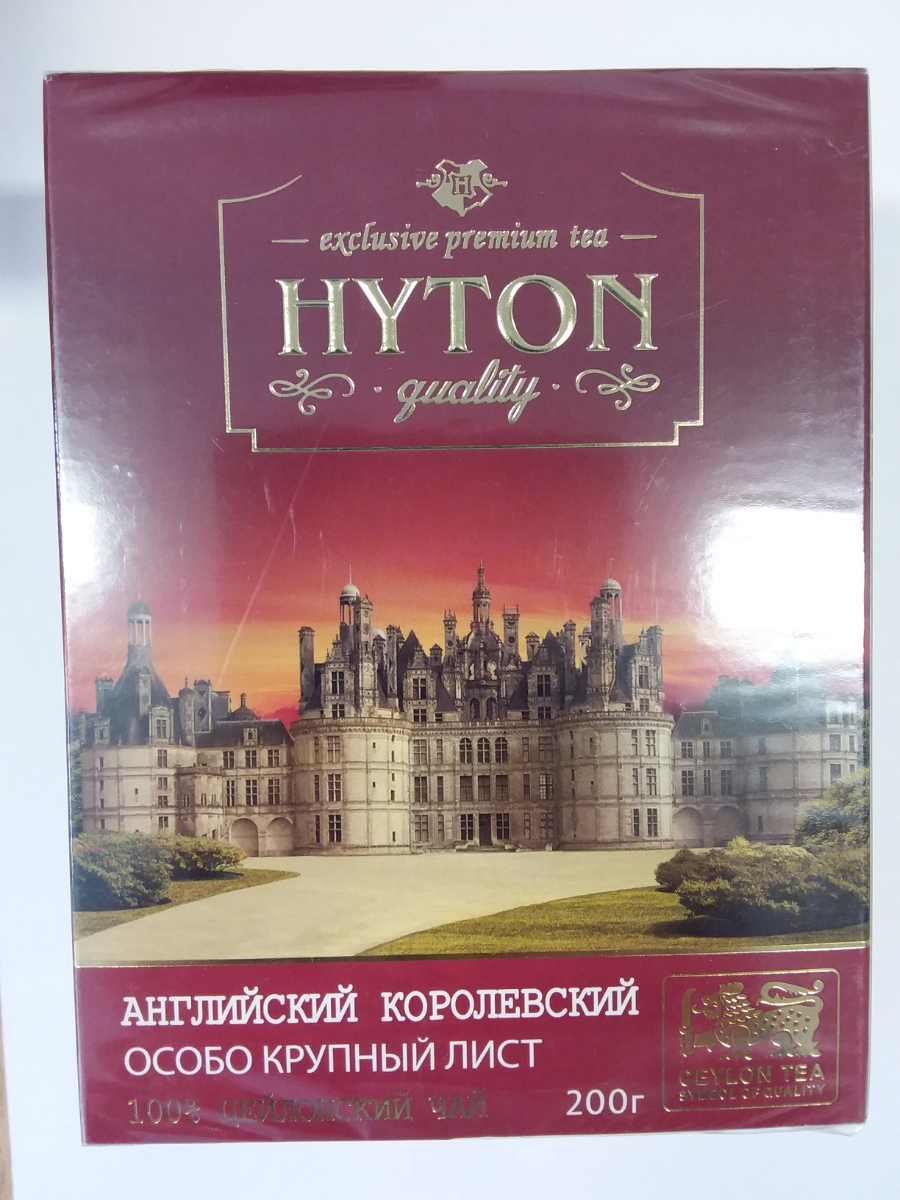 H
exclusive premium tea
HYTON
quality
АНГЛИЙСКИЙ КОРОЛЕВСКИЙ
ОСОБО КРУПНЫЙ ЛИСТ
100% ЦЕЙЛОНСКИЙ ЧАЙ
200г
CEYLON TEA
SYMBOL OF QUALITY